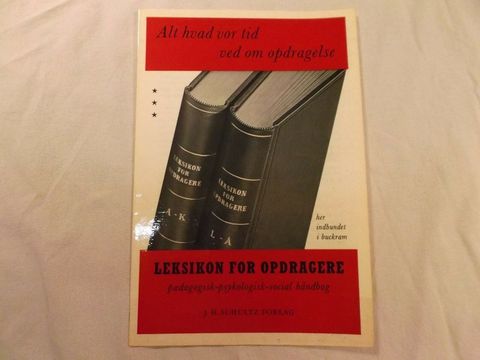 Alt hvad vor tid
ved om opdragelse
LEKSIKON
FOR
OPDRAGERE
A-K
LEKSIKON
FOR
OPDRAGERE
L-Å
her
indbundet
i buckram
LEKSIKON FOR OPDRAGERE
pædagogisk-psykologisk-social håndbog
J. H. SCHULTZ FORLAG